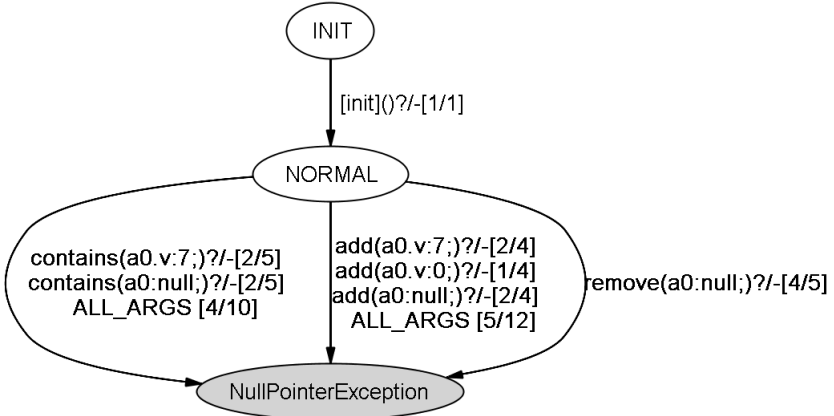 INIT
[init]()?/-[1/1]
NORMAL
contains(a0.v:7;)?/-[2/5]
contains(a0:null;)?/-[2/5]
ALL_ARGS [4/10]
add(a0.v:7;)?/-[2/4]
add(a0.v:0;)?/-[1/4]
add(a0:null;)?/-[2/4]
ALL_ARGS [5/12]
remove(a0:null;)?/-[4/5]
NullPointerException